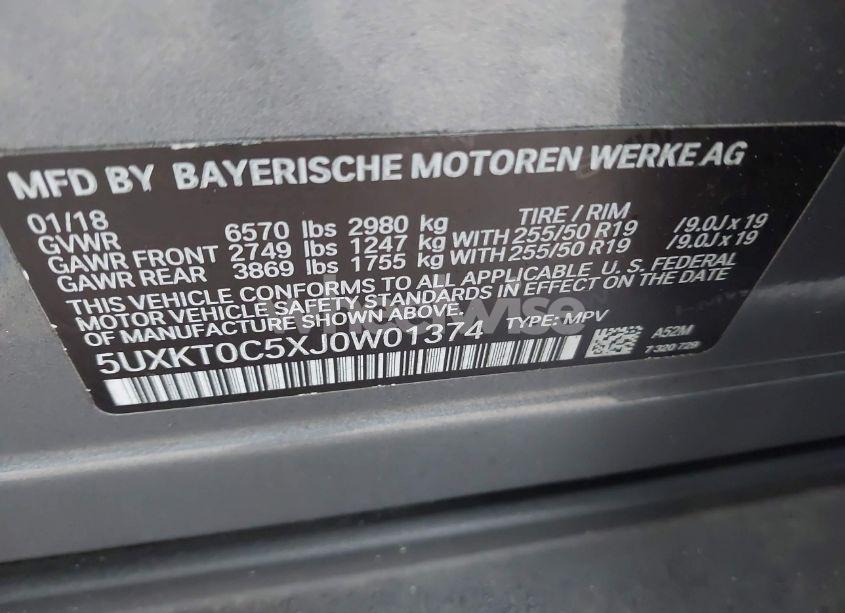 MFD BY BAYERISCHE MOTOREN WERKE AG
01/18 TIRE / RIM
GVWR 6570 lbs 2980 kg
GAWR FRONT 2749 lbs 1247 kg WITH 255/50 R19 /9.0J x 19
GAWR REAR 3869 lbs 1755 kg WITH 255/50 R19 /9.0J x 19
THIS VEHICLE CONFORMS TO ALL APPLICABLE, U. S. FEDERAL
MOTOR VEHICLE SAFETY STANDARDS IN EFFECT ON THE DATE
OF MANUFACTURE SHOWN ABOVE.
5UXKT0C5XJ0W01374 TYPE: MPV
A52M
7 320 729